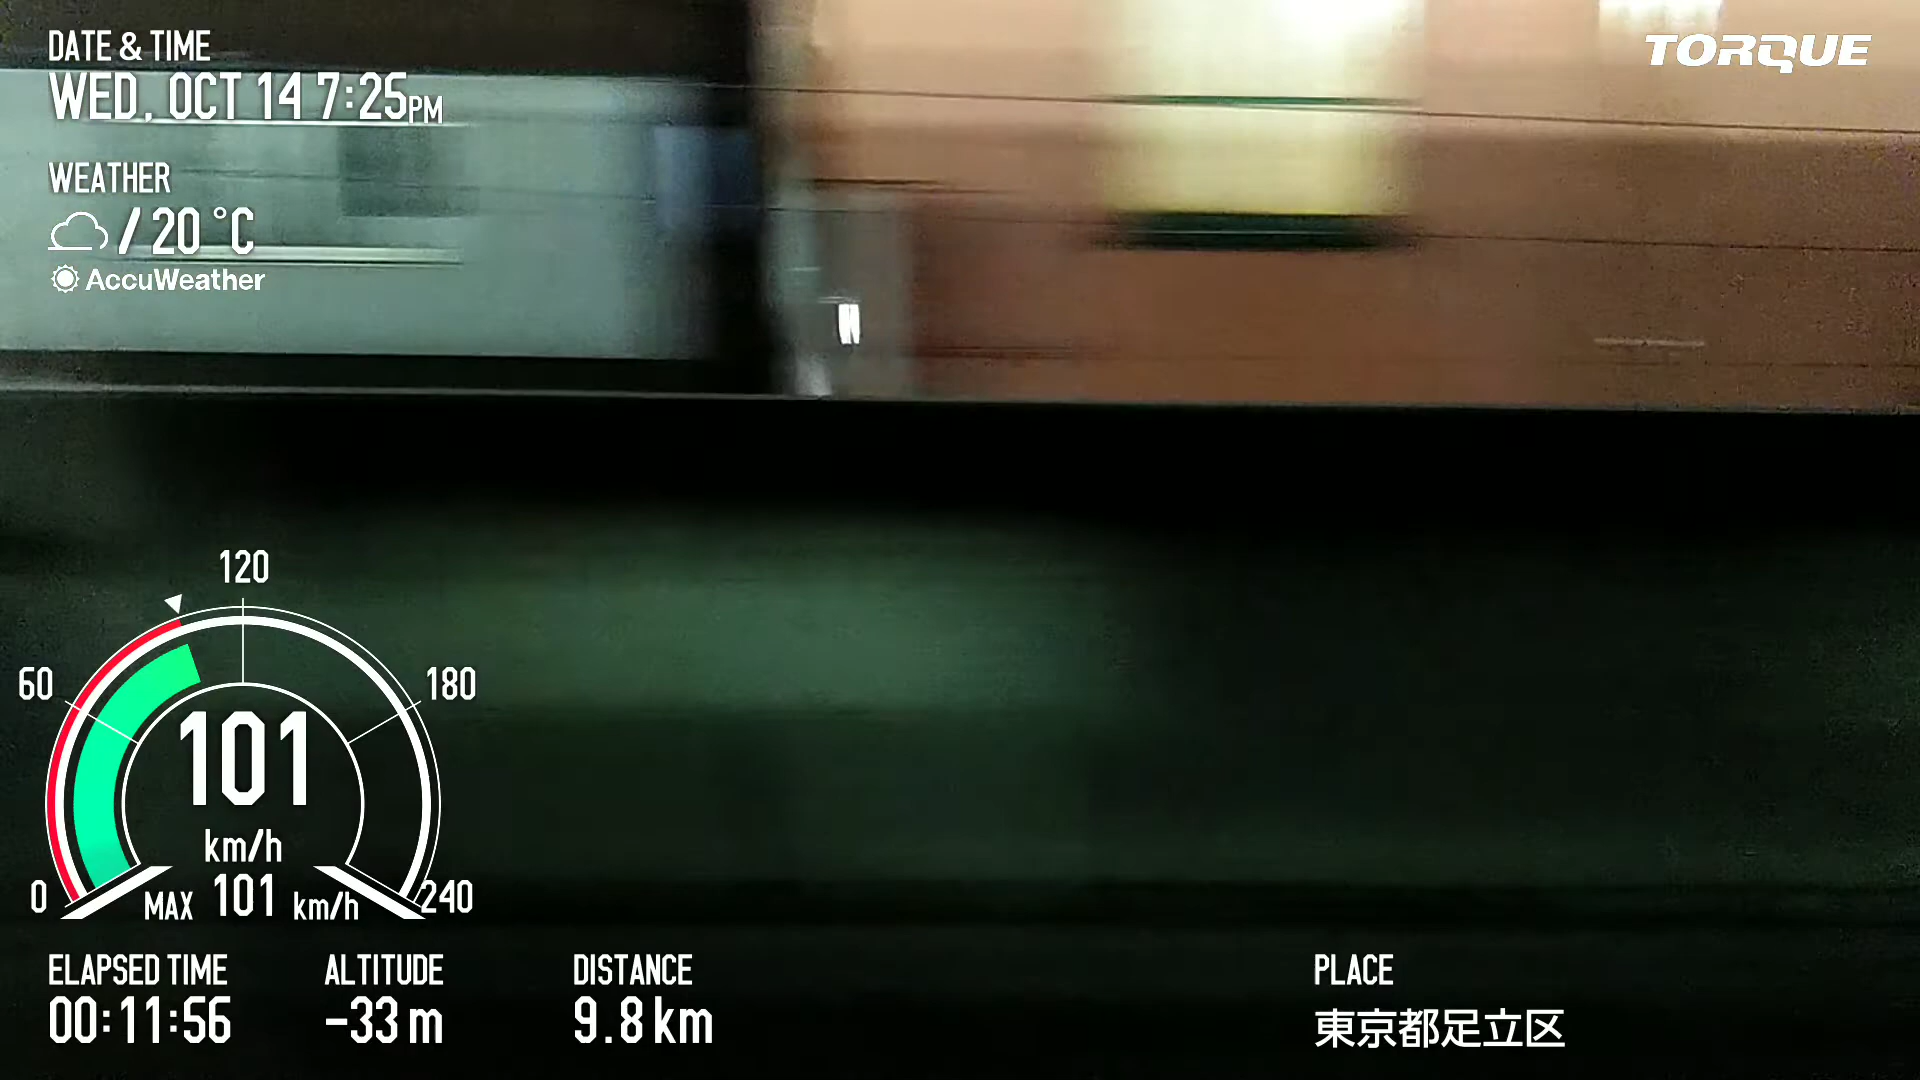 DATE & TIME
WED, OCT 14 7:25PM
WEATHER
/ 20 °C
AccuWeather
TORQUE
120
60
180
101
km/h
0
MAX 101 km/h
240
ELAPSED TIME
00:11:56
ALTITUDE
-33 m
DISTANCE
9.8 km
PLACE
東京都足立区